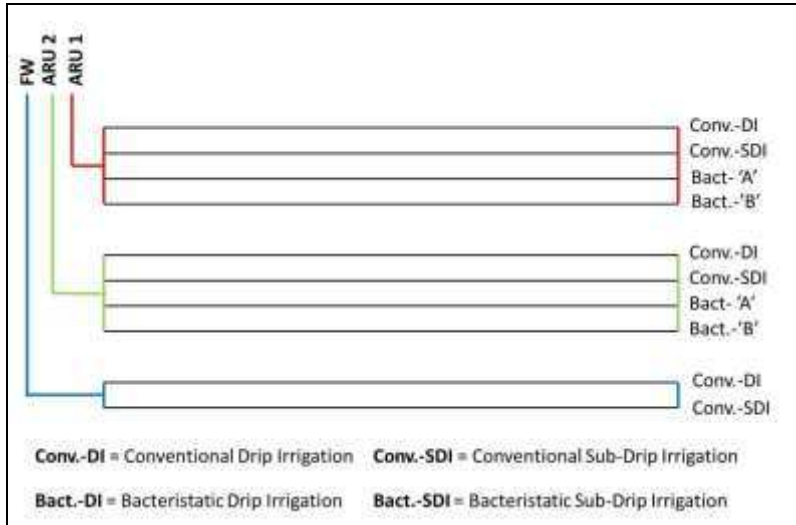 FW
ARU 2
ARU 1
Conv.-DI
Conv.-SDI
Bact- ‘A’
Bact.-‘B’
Conv.-DI
Conv.-SDI
Bact- ‘A’
Bact.-‘B’
Conv.-DI
Conv.-SDI
Conv.-DI = Conventional Drip Irrigation Conv.-SDI = Conventional Sub-Drip Irrigation
Bact.-DI = Bacteristatic Drip Irrigation Bact.-SDI = Bacteristatic Sub-Drip Irrigation